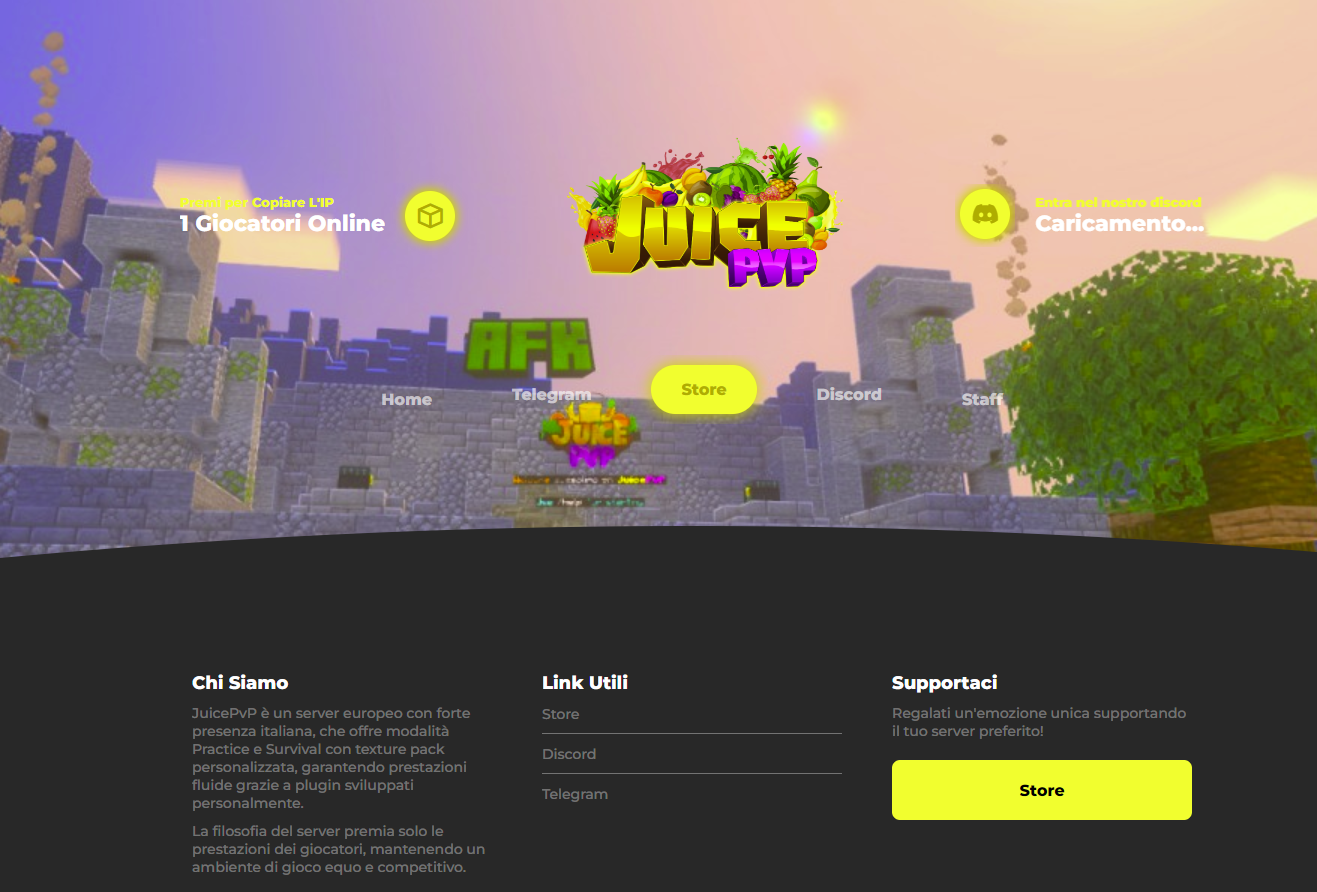 Premi per Copiare L'IP
1 Giocatori Online
JUICE
PVP
Entra nel nostro discord
Caricamento...
AFK
Home
Telegram
Store
Discord
Staff
JUICE
PVP
JuicePvP
Chi Siamo
JuicePvP è un server europeo con forte
presenza italiana, che offre modalità
Practice e Survival con texture pack
personalizzata, garantendo prestazioni
fluide grazie a plugin sviluppati
personalmente.
La filosofia del server premia solo le
prestazioni dei giocatori, mantenendo un
ambiente di gioco equo e competitivo.
Link Utili
Store
Discord
Telegram
Supportaci
Regalati un'emozione unica supportando
il tuo server preferito!
Store